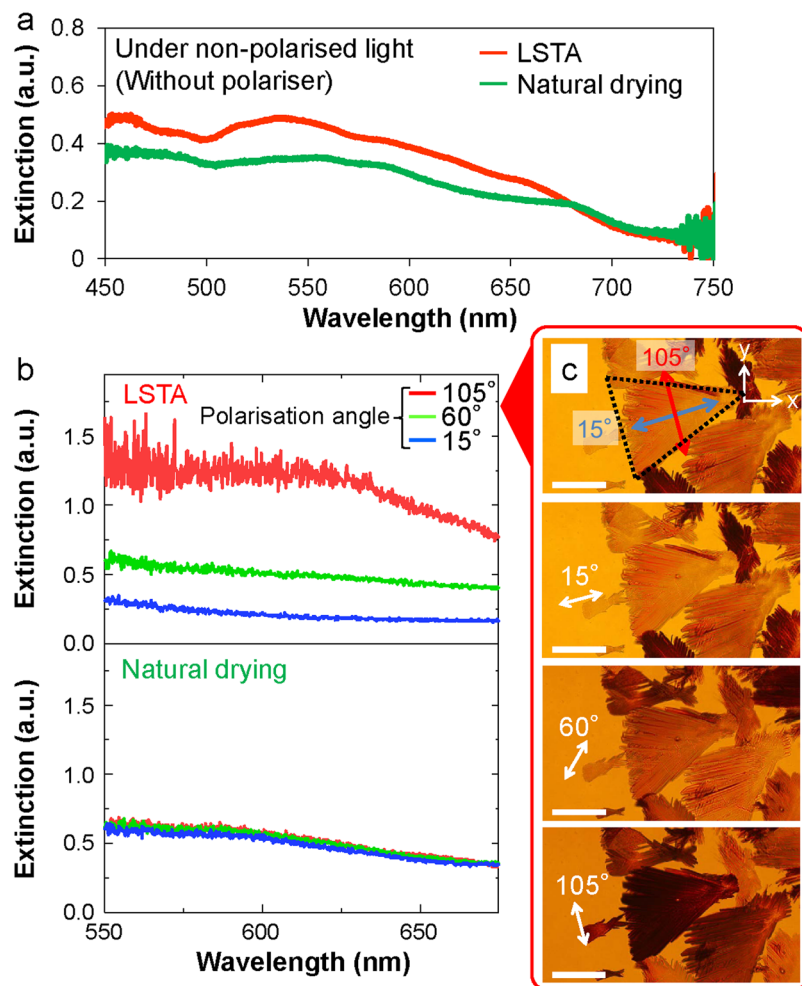 a
Under non-polarised light
(Without polariser)
LSTA
Natural drying
Extinction (a.u.)
0.8
0.6
0.4
0.2
0
450 500 550 600 650 700 750
Wavelength (nm)
b
LSTA
Polarisation angle
105°
60°
15°
Extinction (a.u.)
1.5
1.0
0.5
0.0
Natural drying
Extinction (a.u.)
1.5
1.0
0.5
0.0
550 600 650
Wavelength (nm)
c
105°
y
x
15°
15°
60°
105°